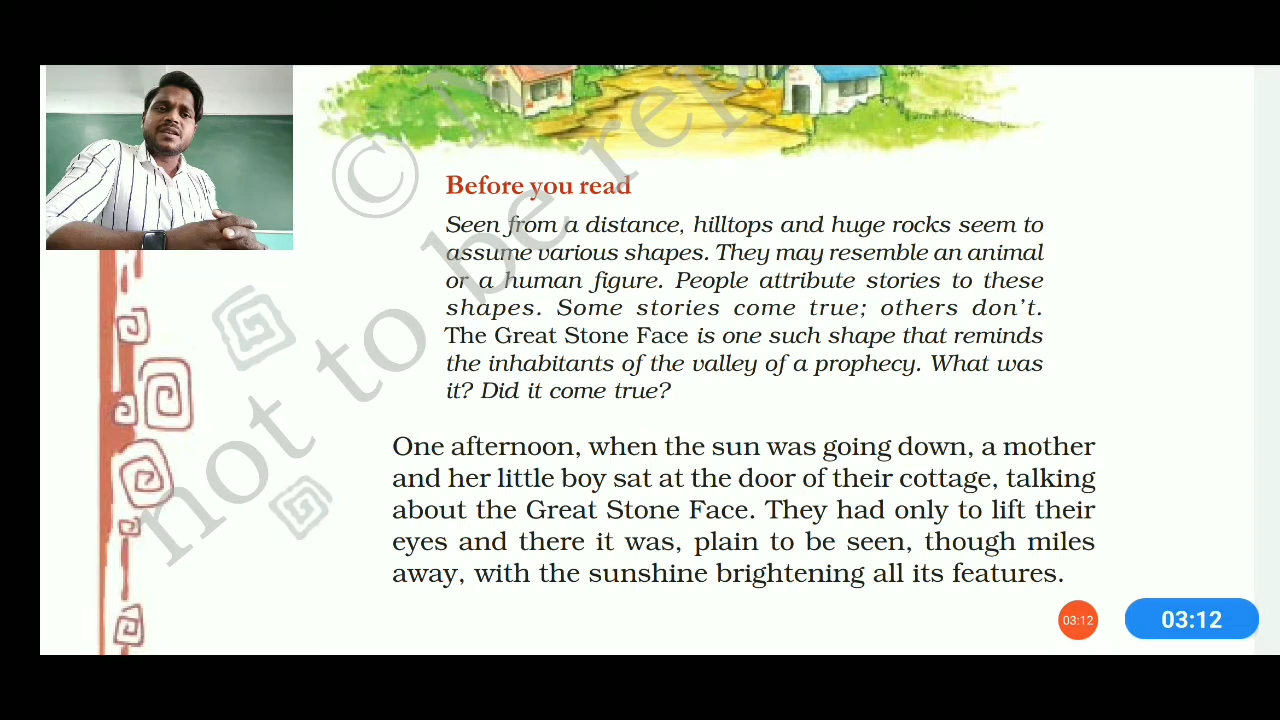 Before you read
Seen from a distance, hilltops and huge rocks seem to
assume various shapes. They may resemble an animal
or a human figure. People attribute stories to these
shapes. Some stories come true; others don't.
The Great Stone Face is one such shape that reminds
the inhabitants of the valley of a prophecy. What was
it? Did it come true?
One afternoon, when the sun was going down, a mother
and her little boy sat at the door of their cottage, talking
about the Great Stone Face. They had only to lift their
eyes and there it was, plain to be seen, though miles
away, with the sunshine brightening all its features.
03:12
03:12
©
not to be rep